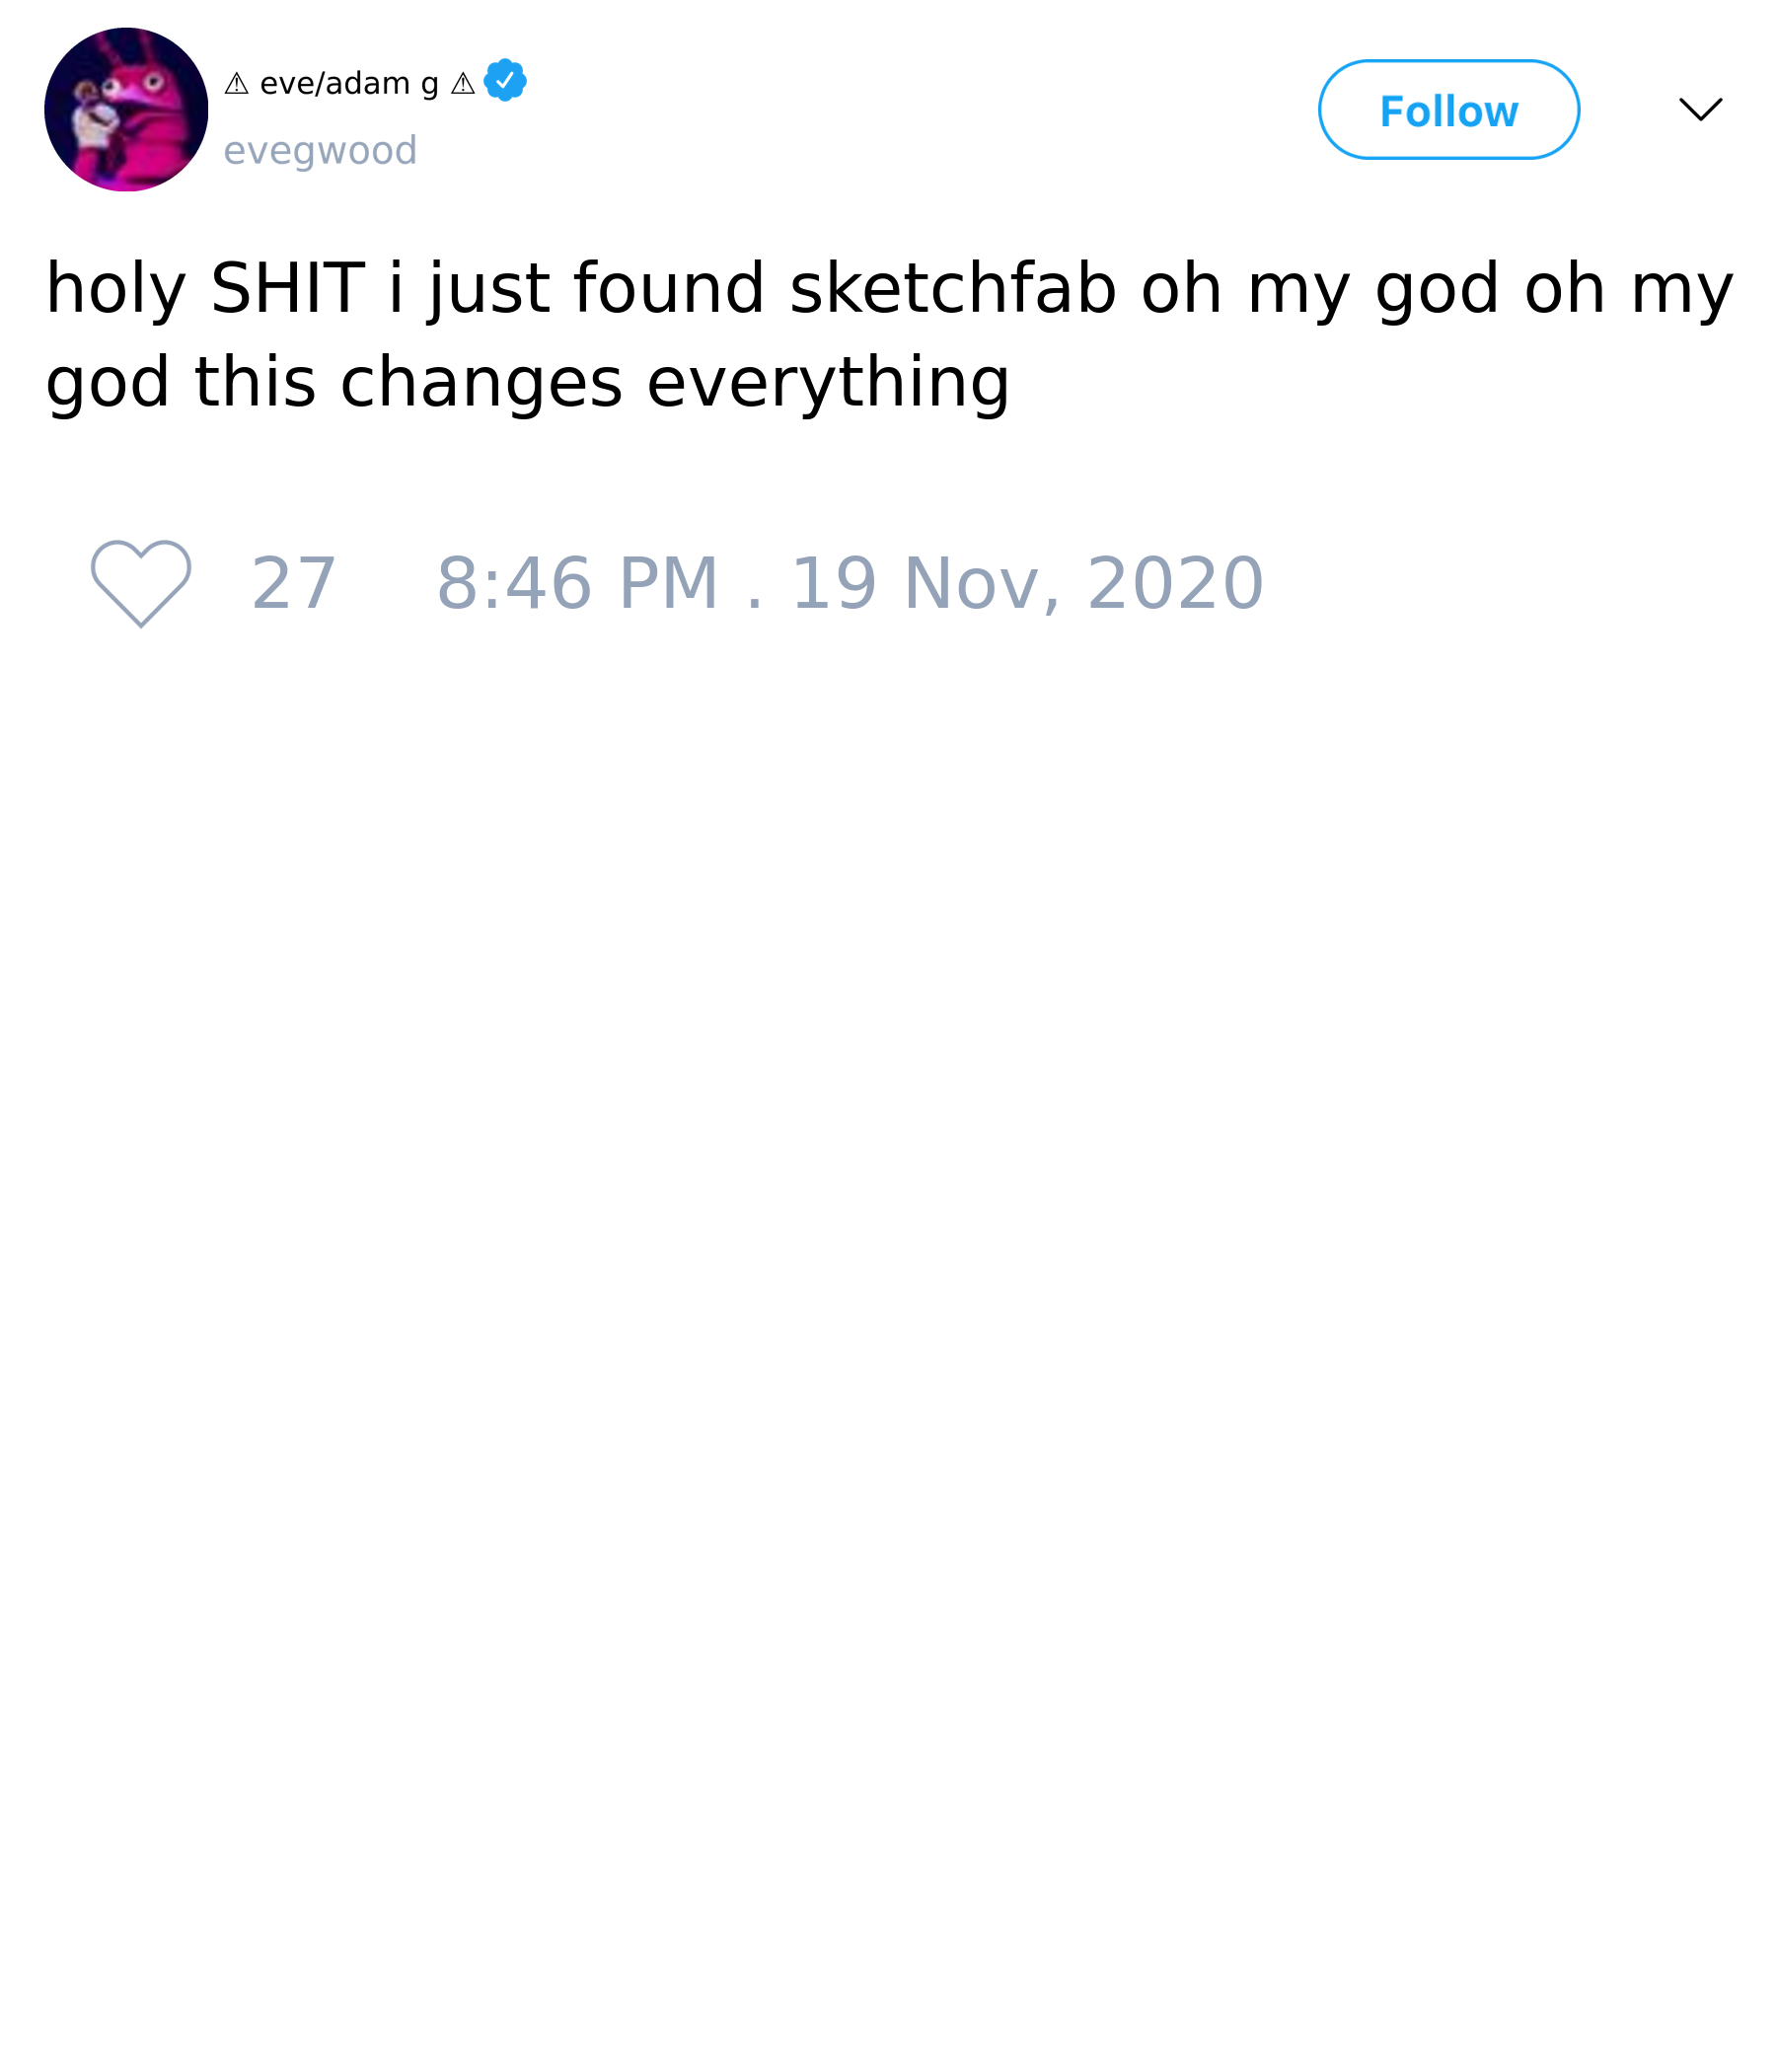 ⚠ eve/adam g ⚠
evegwood
Follow
holy SHIT i just found sketchfab oh my god oh my
god this changes everything
27 8:46 PM . 19 Nov, 2020